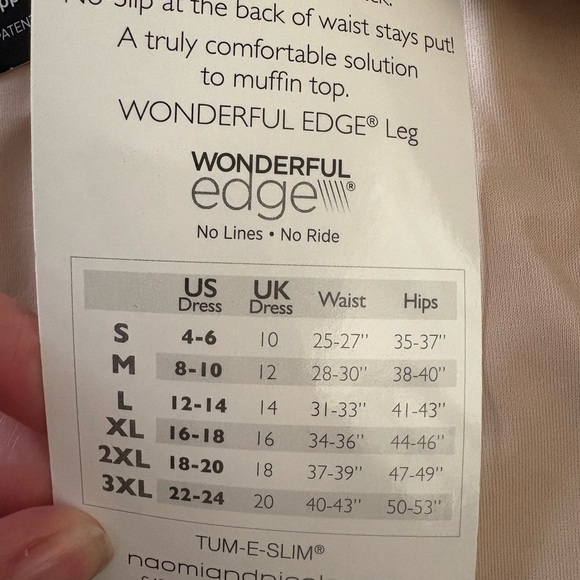 No Slip at the back of waist stays put!
A truly comfortable solution
to muffin top.
WONDERFUL EDGE® Leg
WONDERFUL
edge®
No Lines • No Ride
US Dress UK Dress Waist Hips
S 4-6 10 25-27" 35-37"
M 8-10 12 28-30" 38-40"
L 12-14 14 31-33" 41-43"
XL 16-18 16 34-36" 44-46"
2XL 18-20 18 37-39" 47-49"
3XL 22-24 20 40-43" 50-53"
TUM-E-SLIM®